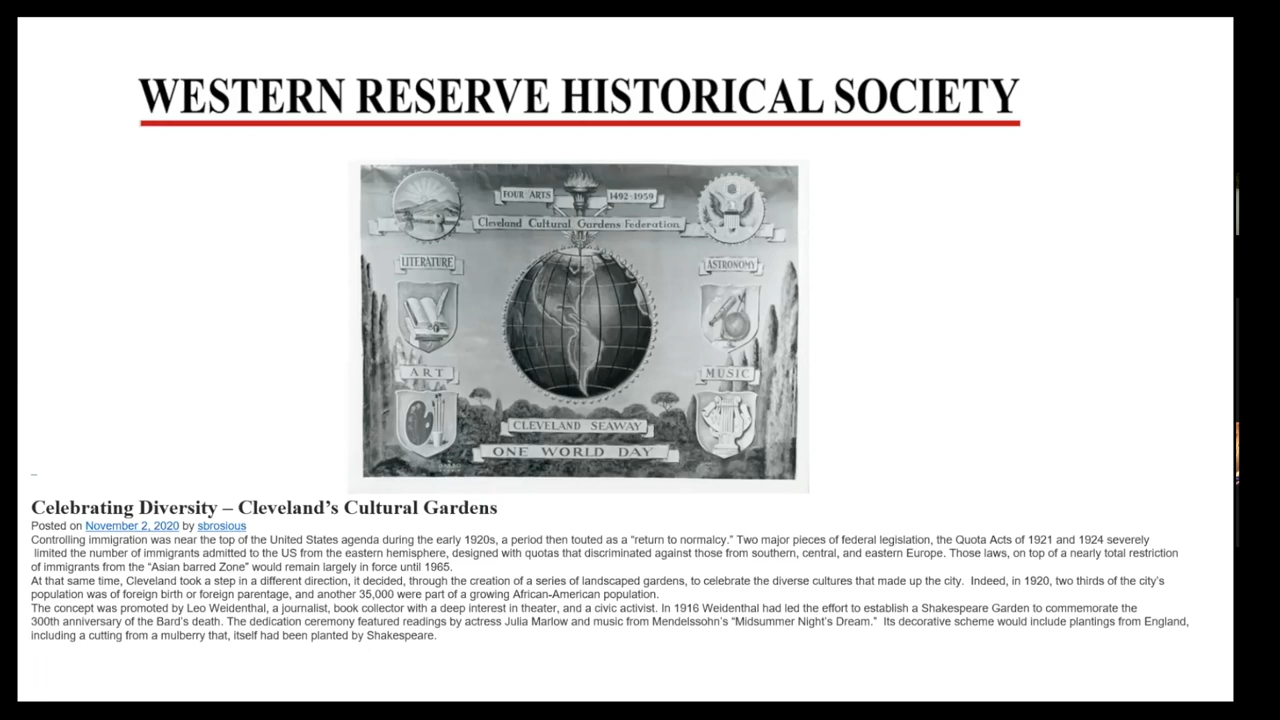 WESTERN RESERVE HISTORICAL SOCIETY
FOUR ARTS
1492-1959
Cleveland Cultural Gardens Federation
LITERATURE
ASTRONOMY
ART
MUSIC
CLEVELAND SEAWAY
ONE WORLD DAY
Celebrating Diversity – Cleveland's Cultural Gardens
Posted on November 2, 2020 by sbrosious
Controlling immigration was near the top of the United States agenda during the early 1920s, a period then touted as a “return to normalcy.” Two major pieces of federal legislation, the Quota Acts of 1921 and 1924 severely
limited the number of immigrants admitted to the US from the eastern hemisphere, designed with quotas that discriminated against those from southern, central, and eastern Europe. Those laws, on top of a nearly total restriction
of immigrants from the “Asian barred Zone” would remain largely in force until 1965.
At that same time, Cleveland took a step in a different direction, it decided, through the creation of a series of landscaped gardens, to celebrate the diverse cultures that made up the city. Indeed, in 1920, two thirds of the city's
population was of foreign birth or foreign parentage, and another 35,000 were part of a growing African-American population.
The concept was promoted by Leo Weidenthal, a journalist, book collector with a deep interest in theater, and a civic activist. In 1916 Weidenthal had led the effort to establish a Shakespeare Garden to commemorate the
300th anniversary of the Bard's death. The dedication ceremony featured readings by actress Julia Marlow and music from Mendelssohn's “Midsummer Night's Dream.” Its decorative scheme would include plantings from England,
including a cutting from a mulberry that, itself had been planted by Shakespeare.